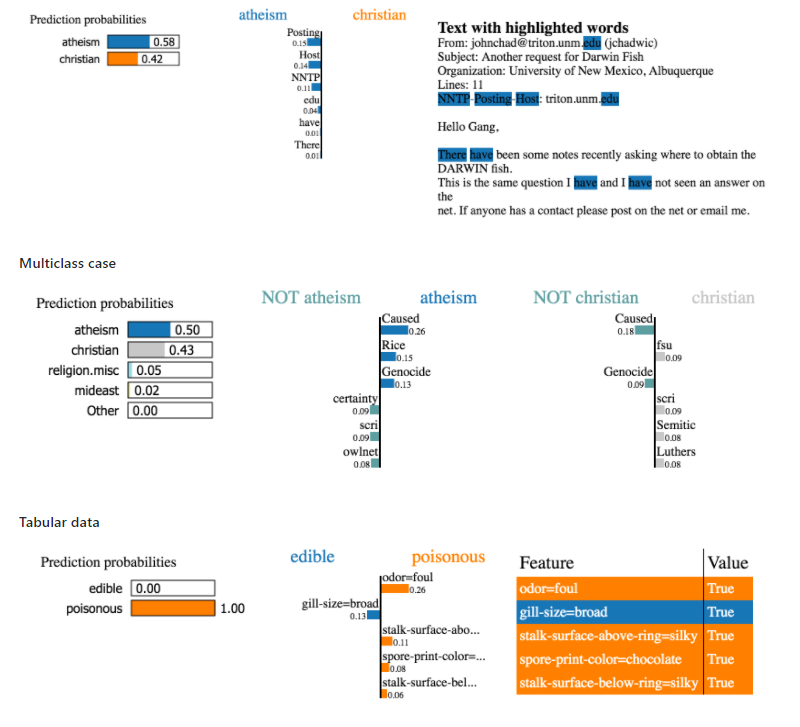 Prediction probabilities
atheism 0.58
christian 0.42
atheism christian
Posting
0.15
Host
0.14
NNTP
0.11
edu
0.04
have
0.01
There
0.01
Text with highlighted words
From: johnchad@triton.unm.edu (jchadwic)
Subject: Another request for Darwin Fish
Organization: University of New Mexico, Albuquerque
Lines: 11
NNTP-Posting-Host: triton.unm.edu
Hello Gang,
There have been some notes recently asking where to obtain the
DARWIN fish.
This is the same question I have and I have not seen an answer on
the
net. If anyone has a contact please post on the net or email me.
Multiclass case
Prediction probabilities
atheism 0.50
christian 0.43
religion.misc 0.05
mideast 0.02
Other 0.00
NOT atheism atheism
Caused
0.26
Rice
0.15
Genocide
0.13
certainty
0.09
scri
0.09
owlnet
0.08
NOT christian christian
Caused
0.18
fsu
0.09
Genocide
0.09
scri
0.09
Semitic
0.08
Luthers
0.08
Tabular data
Prediction probabilities
edible 0.00
poisonous 1.00
edible poisonous
odor=foul
0.26
gill-size=broad
0.13
stalk-surface-abo...
0.11
spore-print-color=...
0.08
stalk-surface-bel...
0.06
Feature Value
odor=foul True
gill-size=broad True
stalk-surface-above-ring=silky True
spore-print-color=chocolate True
stalk-surface-below-ring=silky True